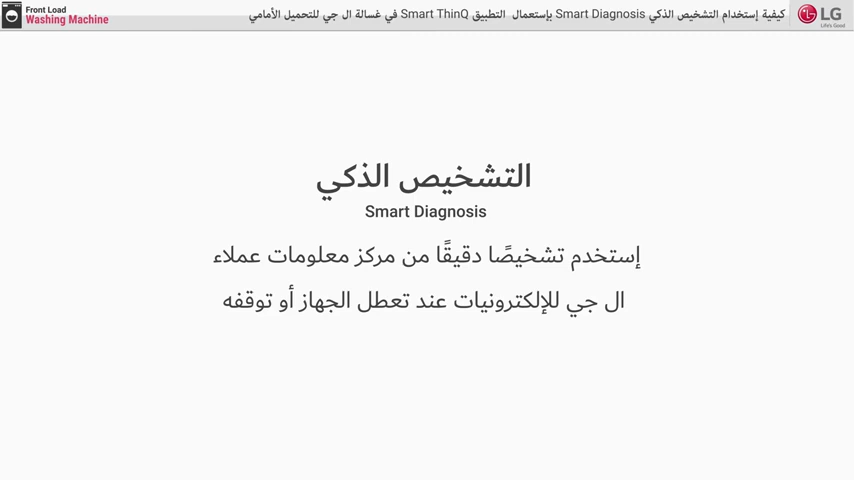 Front Load
Washing Machine
كيفية إستخدام التشخيص الذكي Smart Diagnosis بإستعمال التطبيق Smart ThinQ في غسالة ال جي للتحميل الأمامي
LG
Life's Good
التشخيص الذكي
Smart Diagnosis
إستخدم تشخيصًا دقيقًا من مركز معلومات عملاء
ال جي للإلكترونيات عند تعطل الجهاز أو توقفه